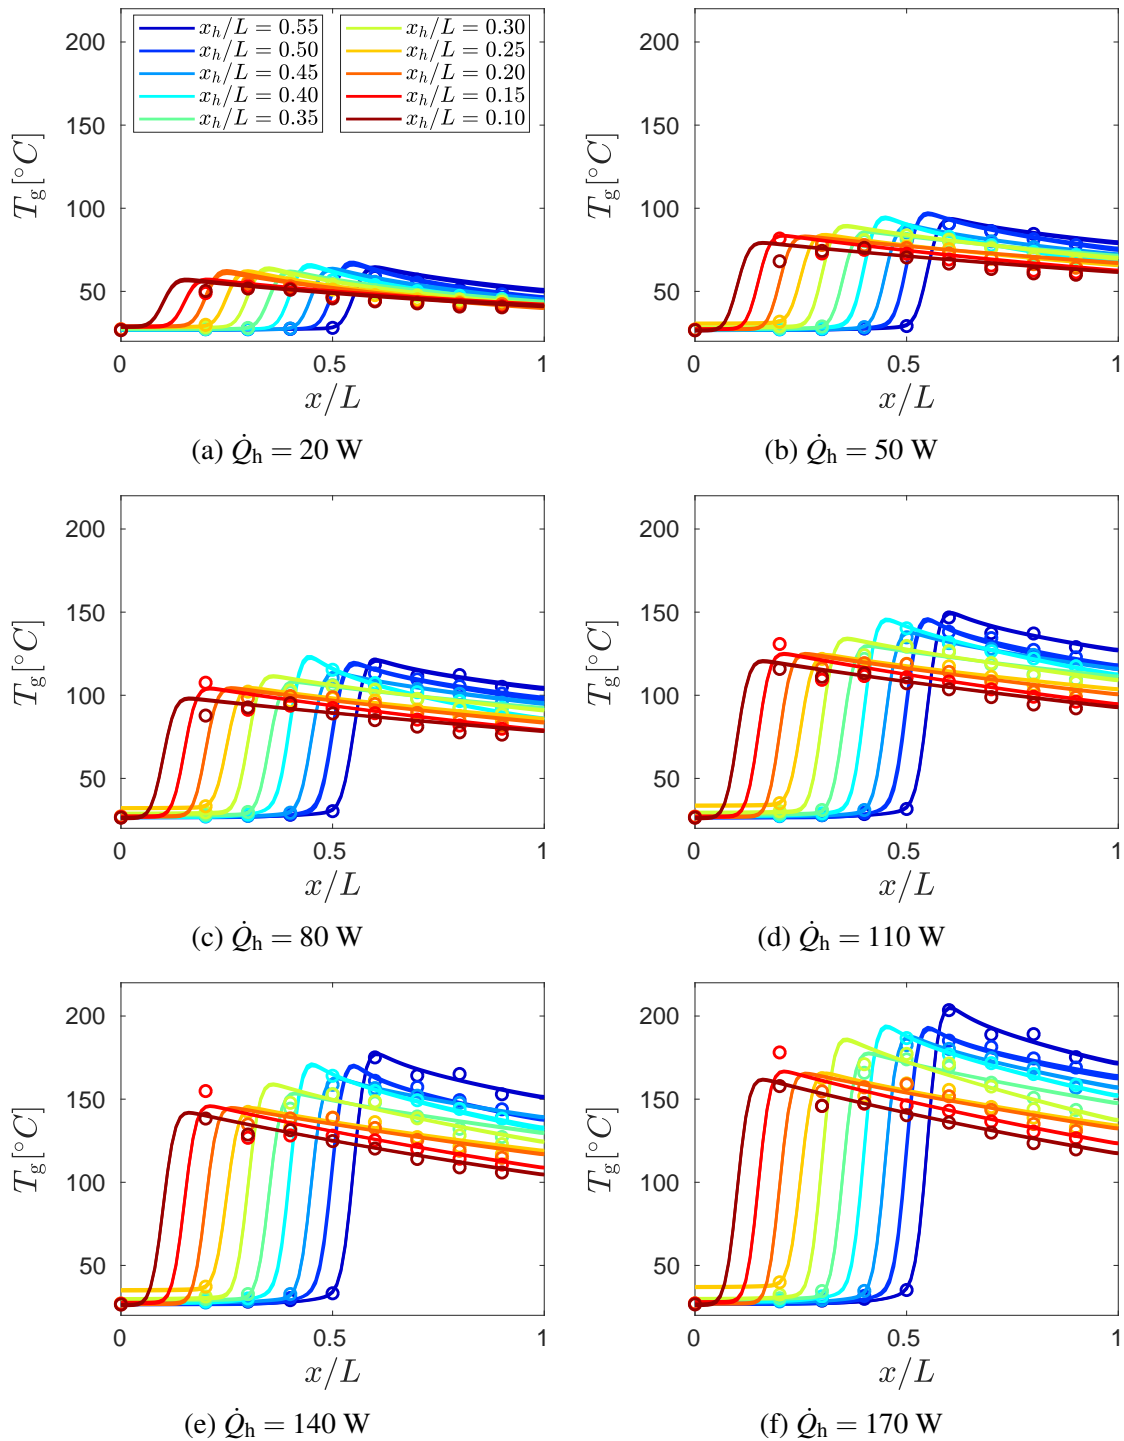 200
150
100
50
0
0.5
1
T_g[°C]
x/L
x_h/L = 0.55
x_h/L = 0.50
x_h/L = 0.45
x_h/L = 0.40
x_h/L = 0.35
x_h/L = 0.30
x_h/L = 0.25
x_h/L = 0.20
x_h/L = 0.15
x_h/L = 0.10
200
150
100
50
0
0.5
1
T_g[°C]
x/L
(a) Q̇_h = 20 W
(b) Q̇_h = 50 W
200
150
100
50
0
0.5
1
T_g[°C]
x/L
200
150
100
50
0
0.5
1
T_g[°C]
x/L
(c) Q̇_h = 80 W
(d) Q̇_h = 110 W
200
150
100
50
0
0.5
1
T_g[°C]
x/L
200
150
100
50
0
0.5
1
T_g[°C]
x/L
(e) Q̇_h = 140 W
(f) Q̇_h = 170 W